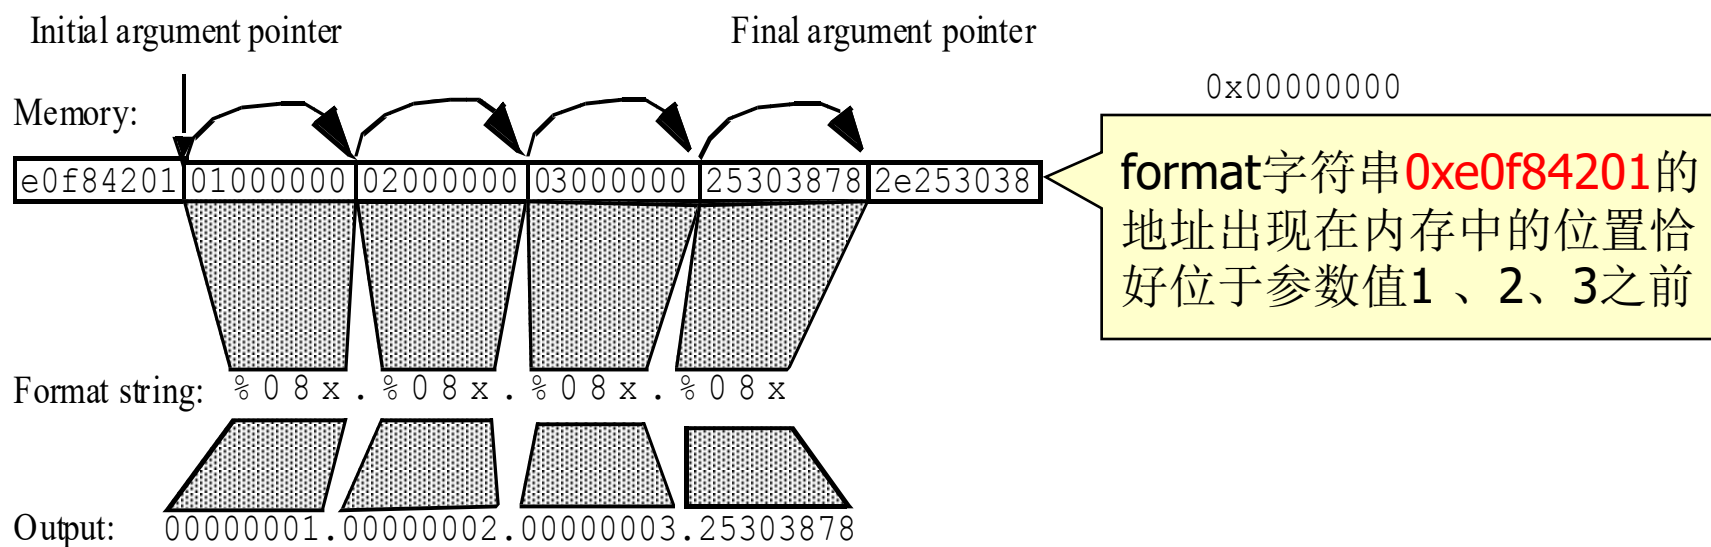 Initial argument pointer
Final argument pointer
0x00000000
Memory:
e0f84201 01000000 02000000 03000000 25303878 2e253038
format字符串0xe0f84201的
地址出现在内存中的位置恰
好位于参数值1 、2、3之前
Format string: %08x.%08x.%08x.%08x
Output: 00000001.00000002.00000003.25303878